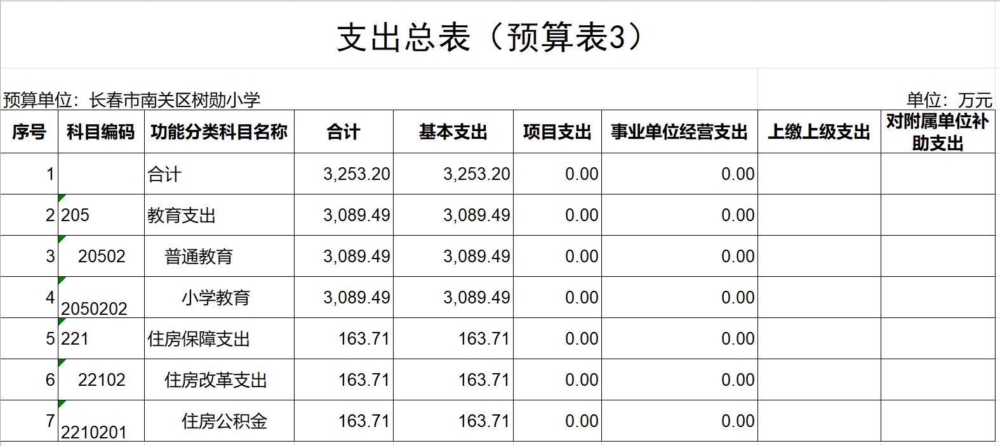 支出总表（预算表3）
预算单位：长春市南关区树勋小学 单位：万元
序号 科目编码 功能分类科目名称 合计 基本支出 项目支出 事业单位经营支出 上缴上级支出 对附属单位补助支出
1 合计 3,253.20 3,253.20 0.00 0.00
2 205 教育支出 3,089.49 3,089.49 0.00 0.00
3 20502 普通教育 3,089.49 3,089.49 0.00 0.00
4 2050202 小学教育 3,089.49 3,089.49 0.00 0.00
5 221 住房保障支出 163.71 163.71 0.00 0.00
6 22102 住房改革支出 163.71 163.71 0.00 0.00
7 2210201 住房公积金 163.71 163.71 0.00 0.00